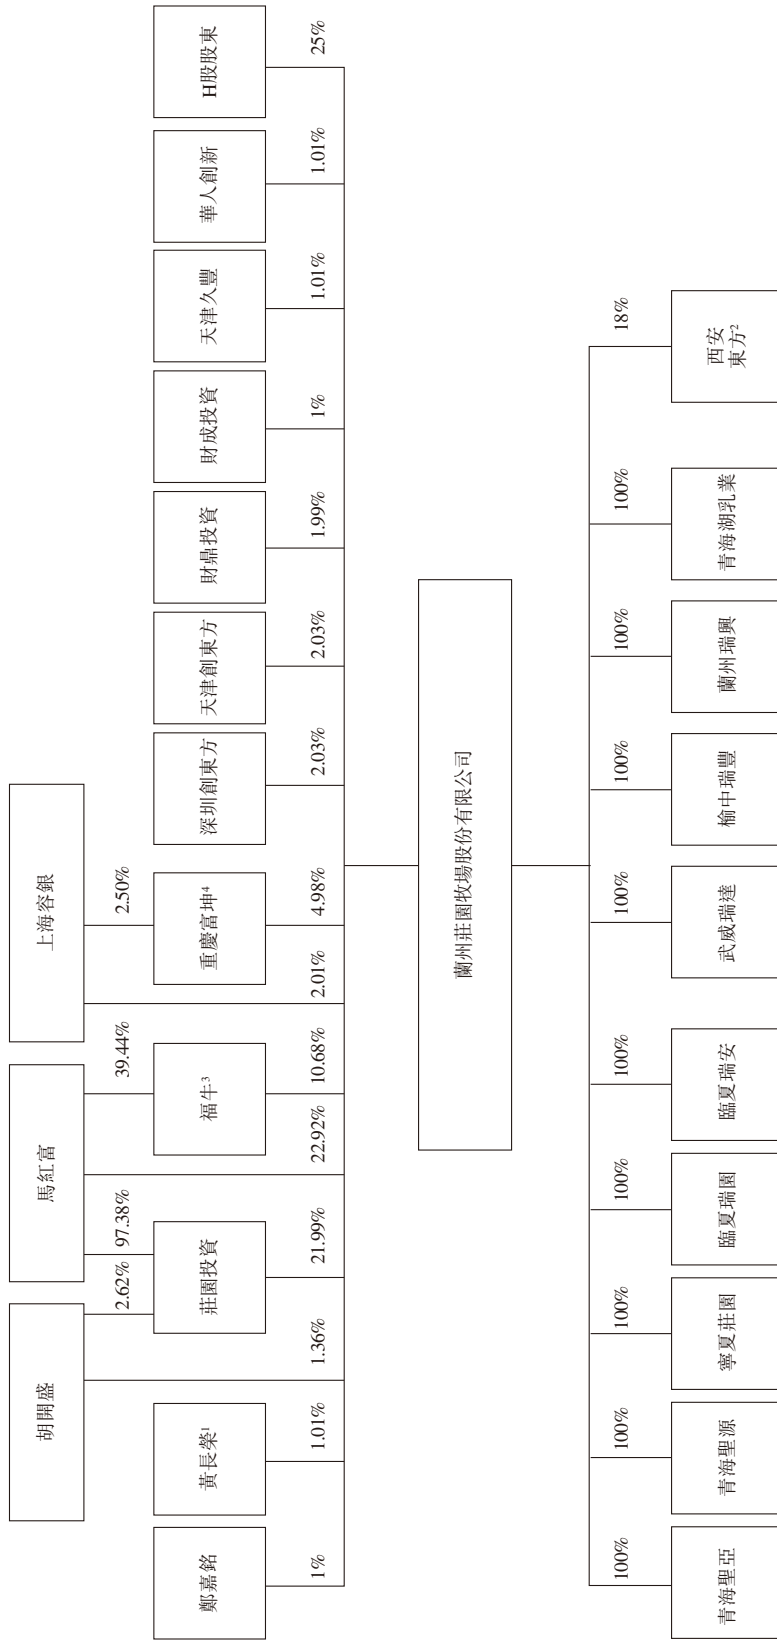 胡開盛
馬紅富
上海容銀
2.62%
97.38%
39.44%
2.50%
鄭嘉銘
黃長榮1
莊園投資
福牛3
重慶富坤4
深圳創東方
天津創東方
財鼎投資
財成投資
天津久豐
華人創新
H股股東
1%
1.01%
1.36%
21.99%
22.92%
10.68%
2.01%
4.98%
2.03%
2.03%
1.99%
1%
1.01%
1.01%
25%
蘭州莊園牧場股份有限公司
100%
100%
100%
100%
100%
100%
100%
100%
100%
18%
青海聖亞
青海聖源
寧夏莊園
臨夏瑞園
臨夏瑞安
武威瑞達
榆中瑞豐
蘭州瑞興
青海湖乳業
西安
東方2